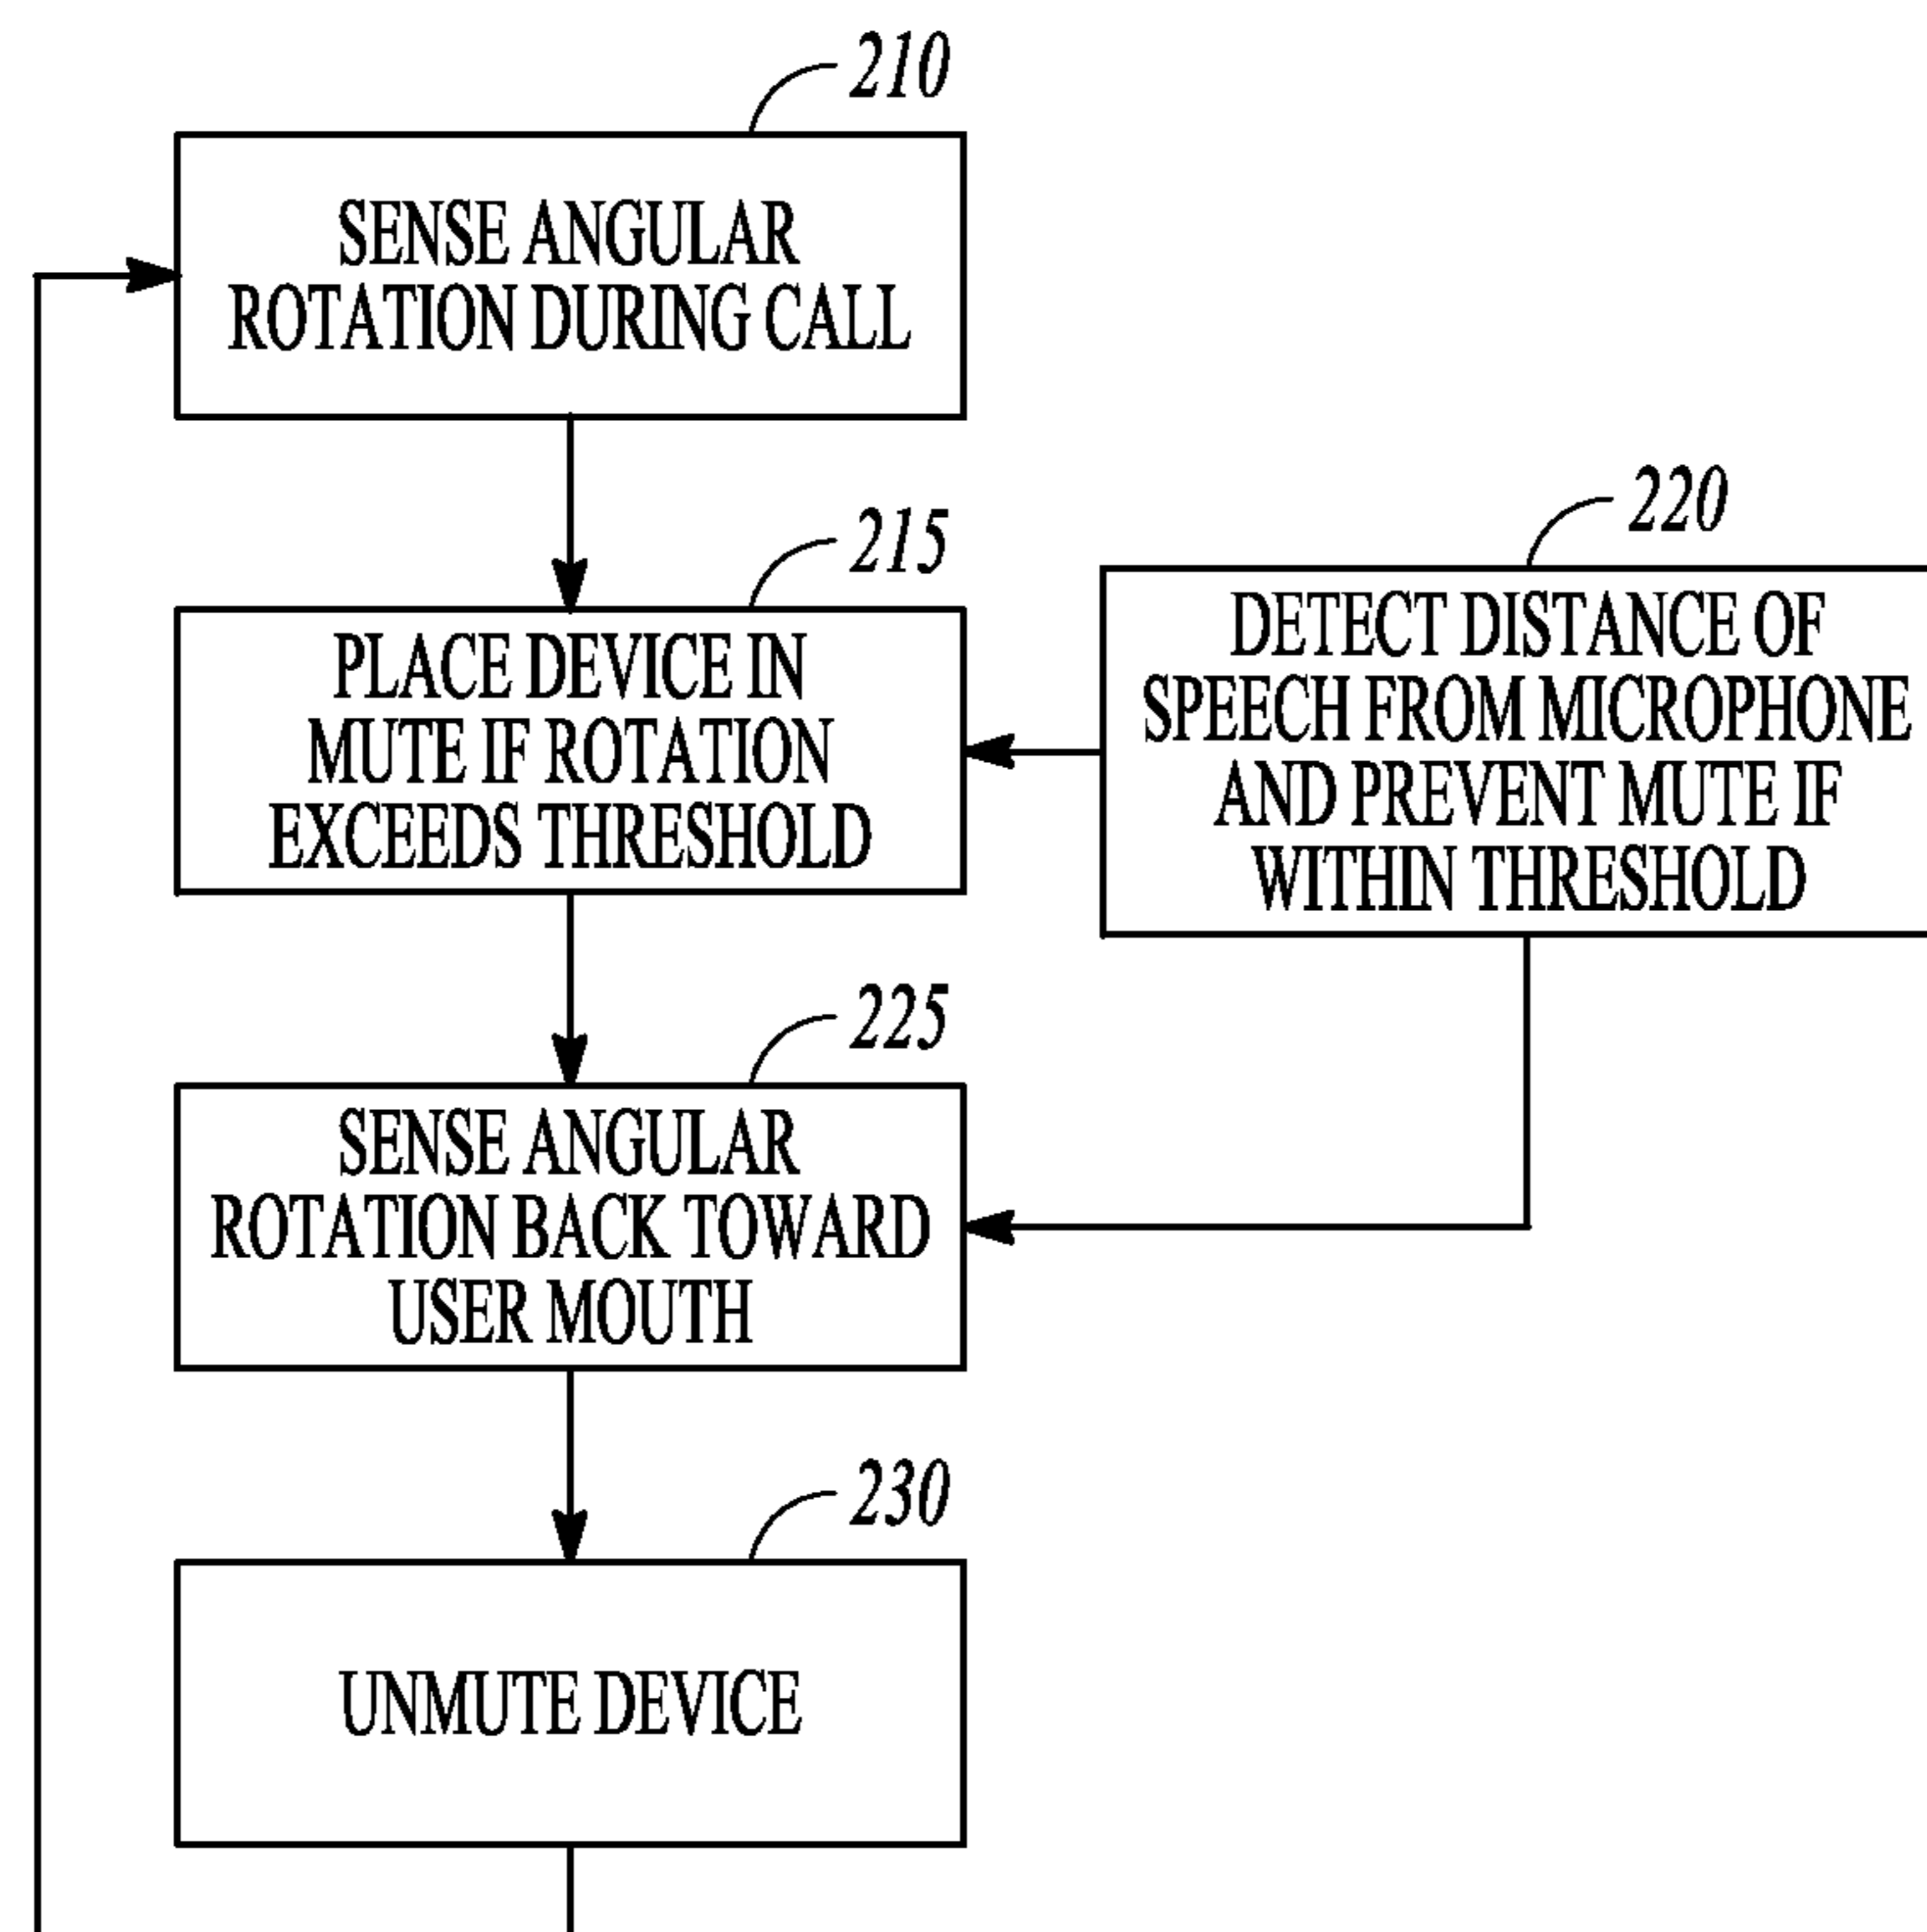 210
SENSE ANGULAR
ROTATION DURING CALL
215
PLACE DEVICE IN
MUTE IF ROTATION
EXCEEDS THRESHOLD
220
DETECT DISTANCE OF
SPEECH FROM MICROPHONE
AND PREVENT MUTE IF
WITHIN THRESHOLD
225
SENSE ANGULAR
ROTATION BACK TOWARD
USER MOUTH
230
UNMUTE DEVICE